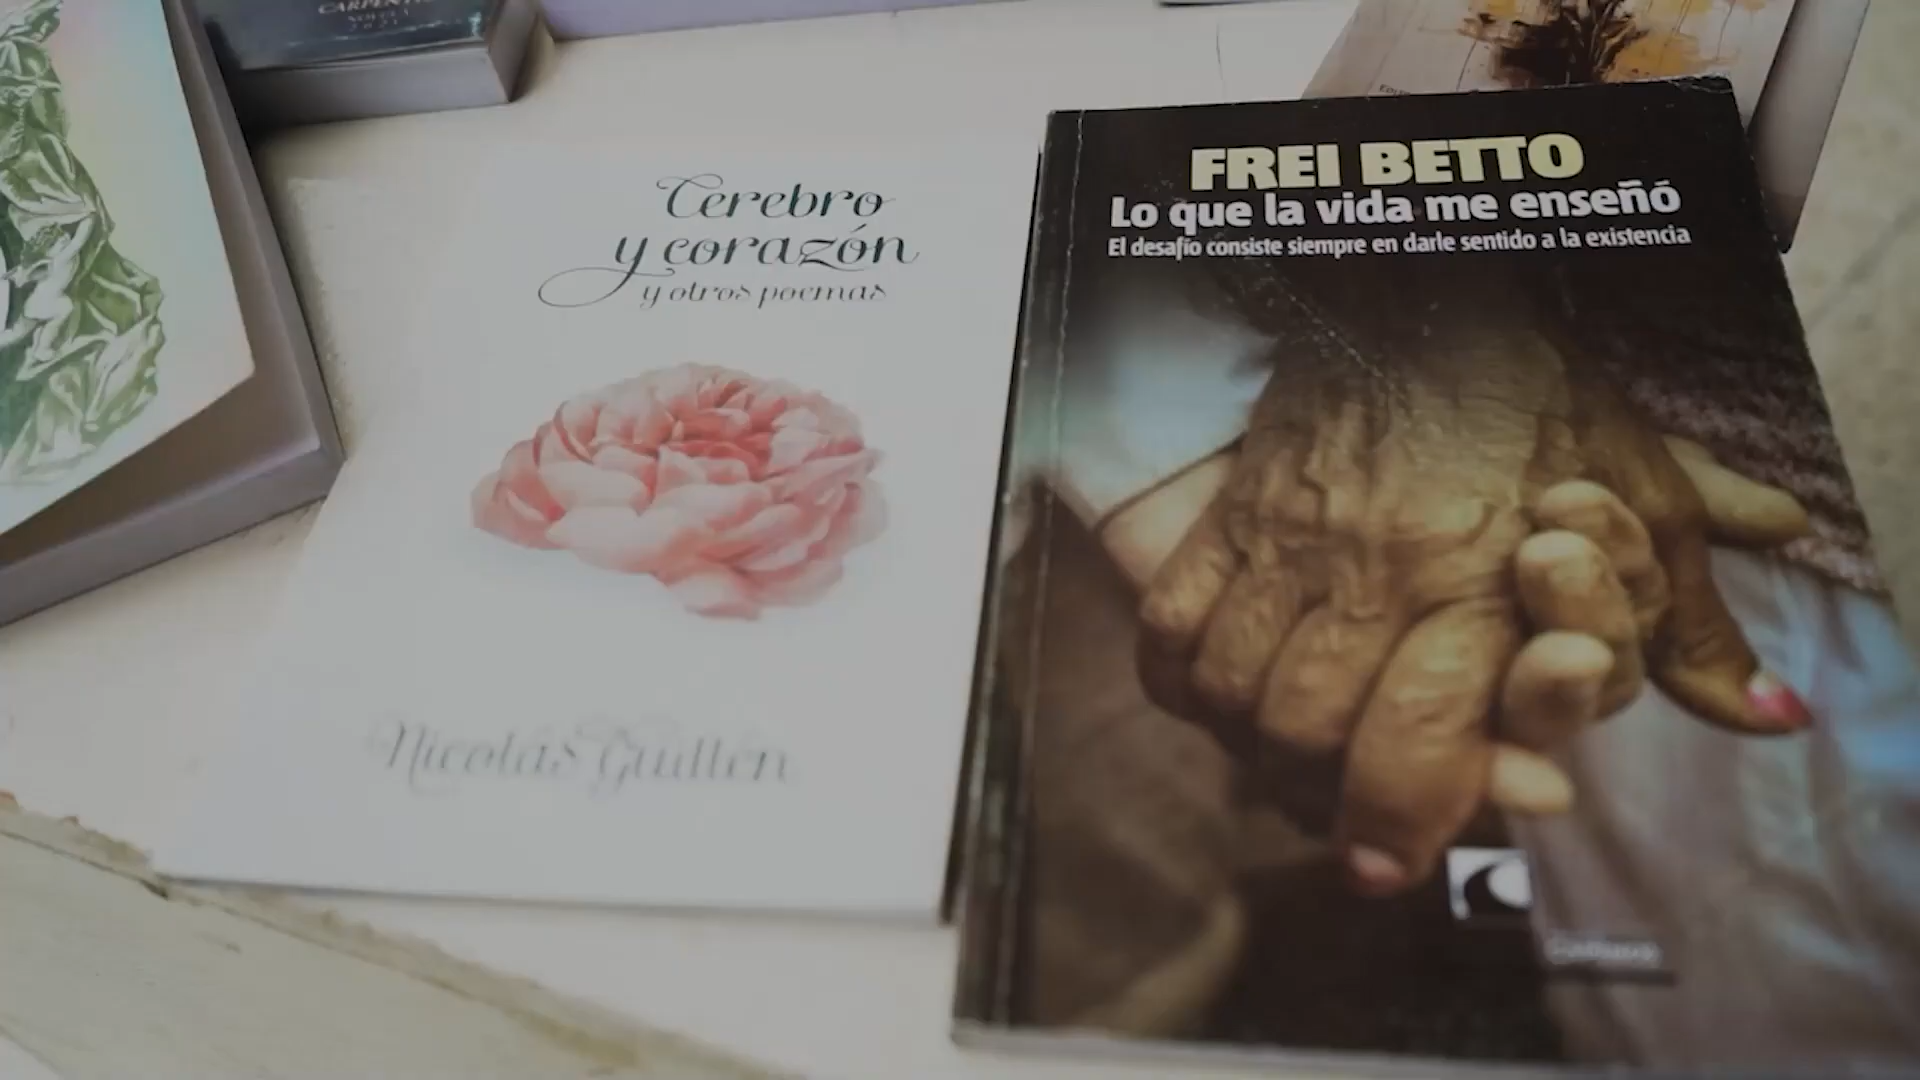 Cerebro
y corazón
y otros poemas
Nicolás Guillén
FREI BETTO
Lo que la vida me enseñó
El desafío consiste siempre en darle sentido a la existencia